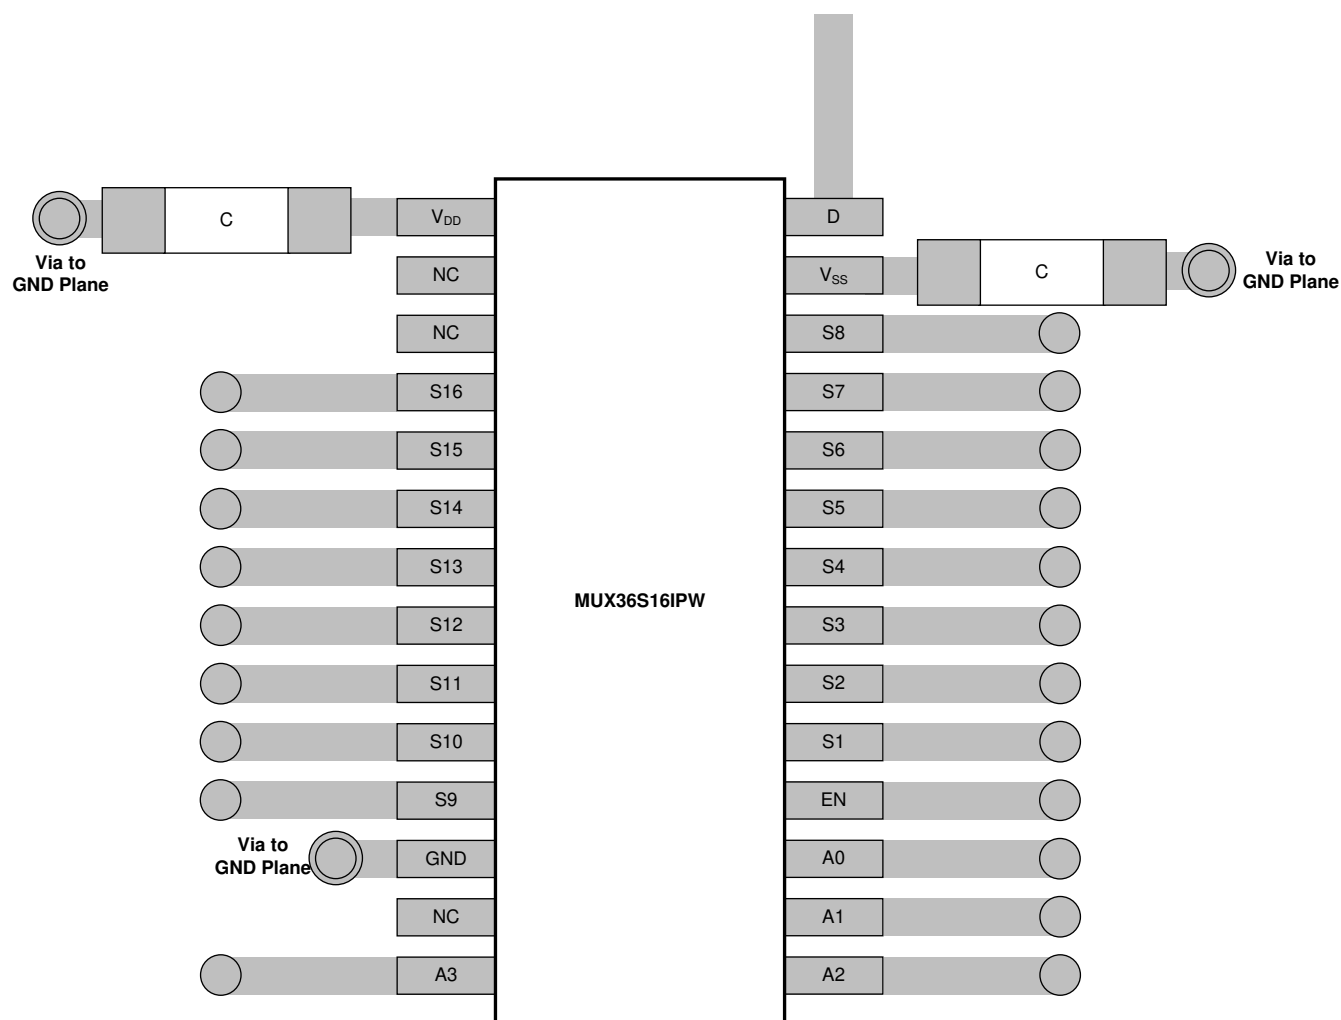 D
C
V_DD
Via to
GND Plane
NC
V_SS
C
Via to
GND Plane
NC
S8
S16
S7
S15
S6
S14
S5
S13
S4
MUX36S16IPW
S12
S3
S11
S2
S10
S1
S9
EN
Via to
GND Plane
GND
A0
NC
A1
A3
A2